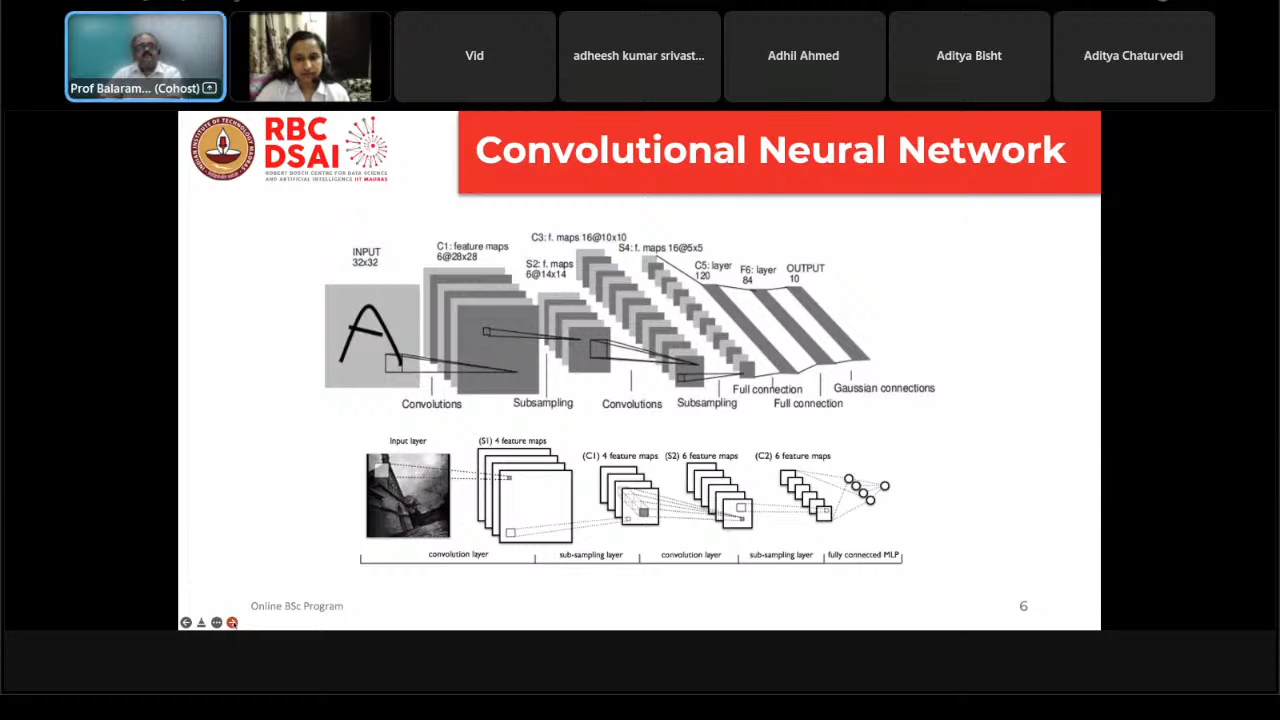 Prof Balaram... (Cohost)
Vid
adheesh kumar srivast...
Adhil Ahmed
Aditya Bisht
Aditya Chaturvedi
RBC
DSAI
ROBERT BOSCH CENTRE FOR DATA SCIENCE
AND ARTIFICIAL INTELLIGENCE IIT MADRAS
Convolutional Neural Network
INPUT
32x32
C1: feature maps
6@28x28
S2: f. maps
6@14x14
C3: f. maps 16@10x10
S4: f. maps 16@5x5
C5: layer
120
F6: layer
84
OUTPUT
10
Convolutions
Subsampling
Convolutions
Subsampling
Full connection
Full connection
Gaussian connections
Input layer
(S1) 4 feature maps
(C1) 4 feature maps
(S2) 6 feature maps
(C2) 6 feature maps
convolution layer
sub-sampling layer
convolution layer
sub-sampling layer
fully connected MLP
Online BSc Program
6